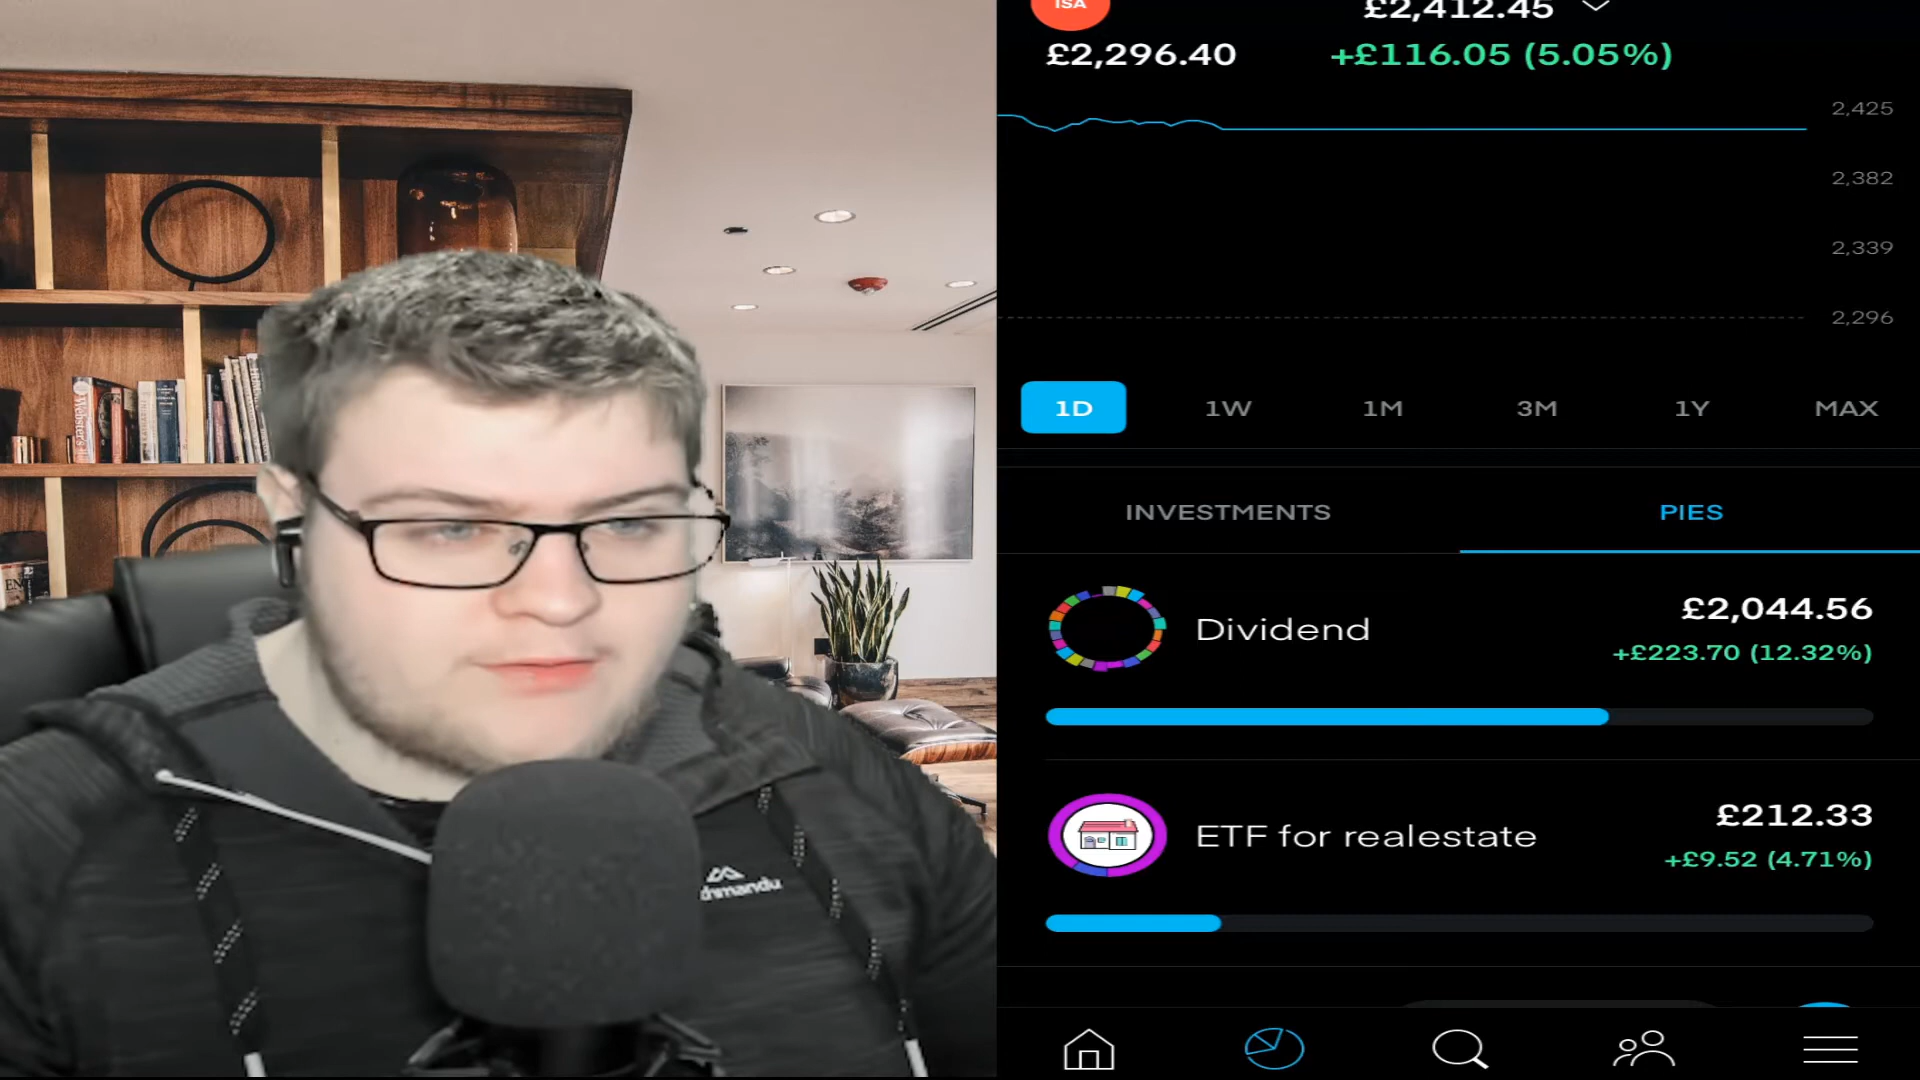 ISA
£2,412.45
£2,296.40
+£116.05 (5.05%)
2,425
2,382
2,339
2,296
1D
1W
1M
3M
1Y
MAX
INVESTMENTS
PIES
Dividend
£2,044.56
+£223.70 (12.32%)
ETF for realestate
£212.33
+£9.52 (4.71%)
Webster's
thmandu